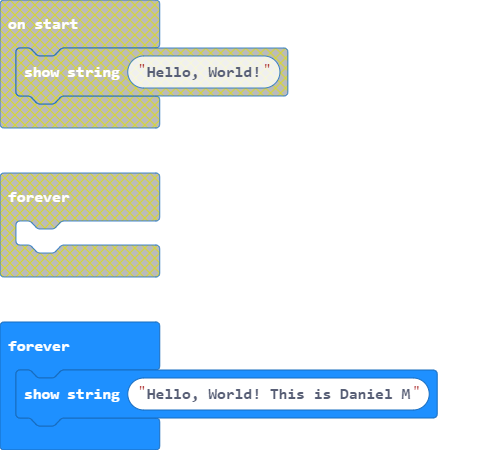 on start
show string "Hello, World!"
forever
forever
show string "Hello, World! This is Daniel M"